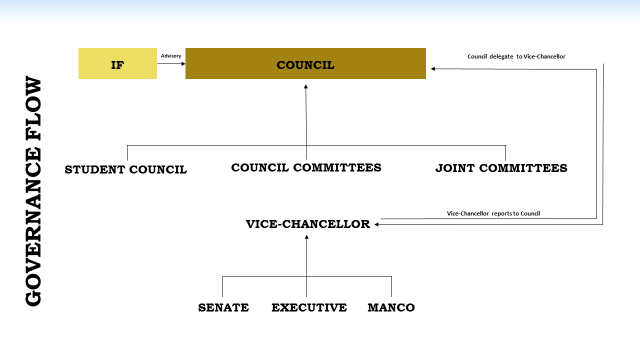 GOVERNANCE FLOW
IF
Advisory
COUNCIL
Council delegate to Vice-Chancellor
STUDENT COUNCIL
COUNCIL COMMITTEES
JOINT COMMITTEES
Vice-Chancellor reports to Council
VICE-CHANCELLOR
SENATE
EXECUTIVE
MANCO